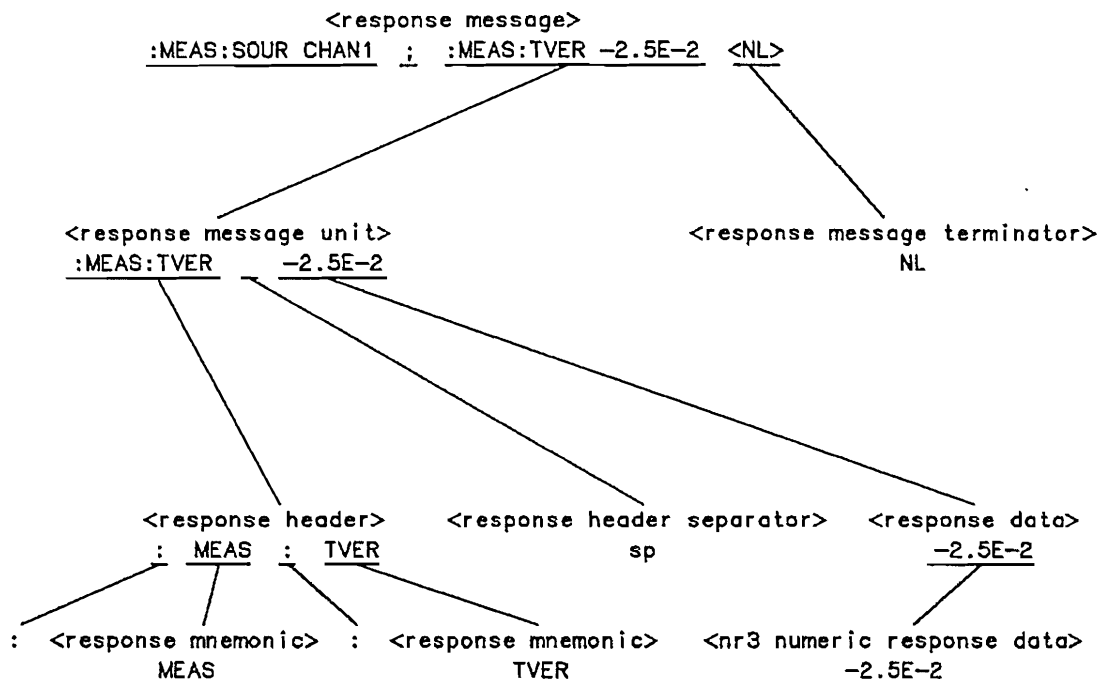 <response message>
:MEAS:SOUR CHAN1 ; :MEAS:TVER -2.5E-2 <NL>
<response message unit> <response message terminator>
:MEAS:TVER -2.5E-2 NL
<response header> <response header separator> <response data>
: MEAS : TVER sp -2.5E-2
: <response mnemonic> : <response mnemonic> <nr3 numeric response data>
MEAS TVER -2.5E-2